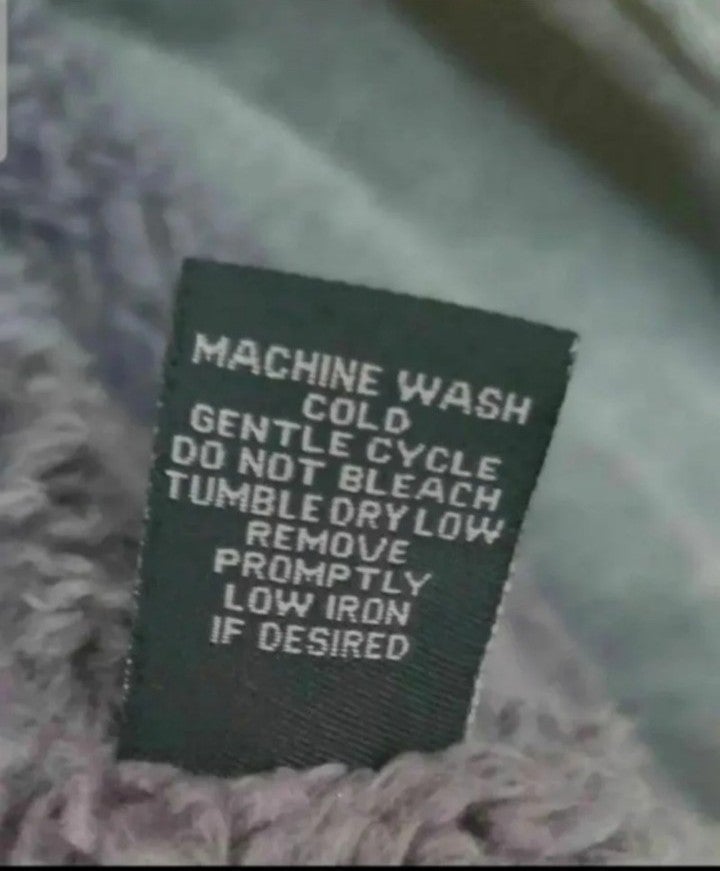 MACHINE WASH
COLD
GENTLE CYCLE
DO NOT BLEACH
TUMBLE DRY LOW
REMOVE
PROMPTLY
LOW IRON
IF DESIRED